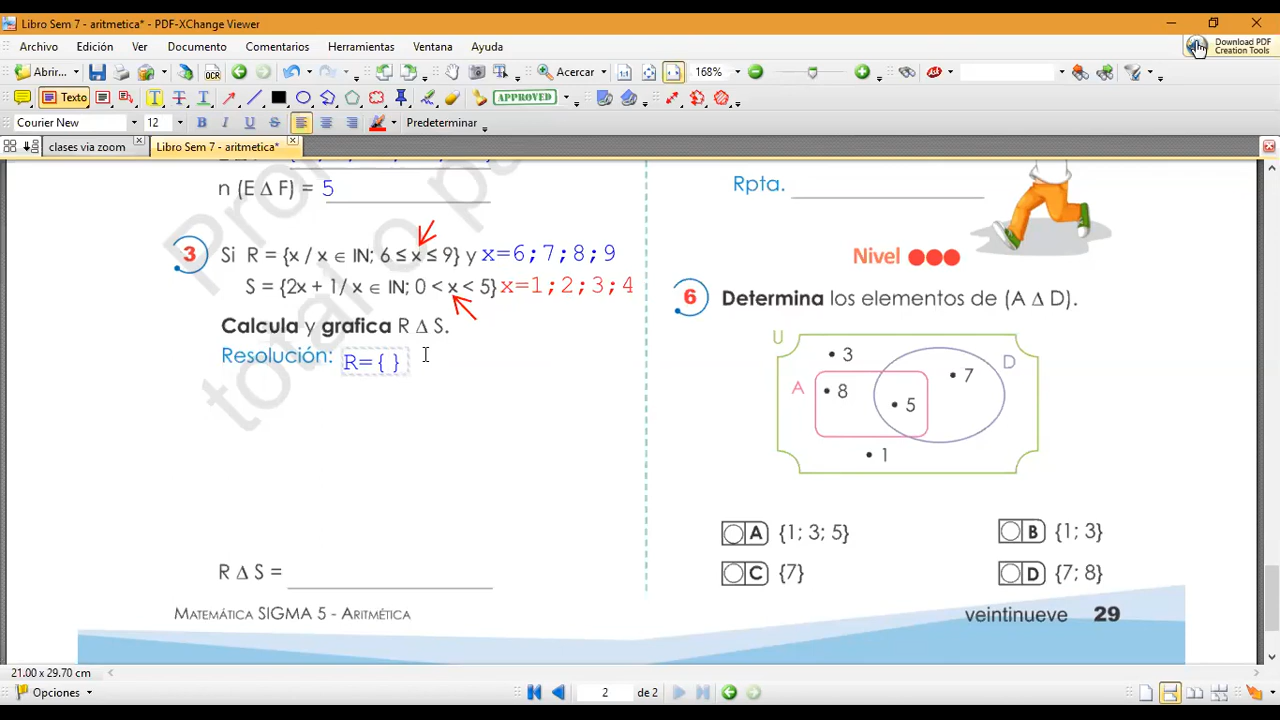 Libro Sem 7 - aritmetica* - PDF-XChange Viewer
Archivo Edición Ver Documento Comentarios Herramientas Ventana Ayuda
Download PDF
Creation Tools
Abrir... OCR Acercar 168%
Texto APPROVED
Courier New 12 B I U S Predeterminar
clases via zoom Libro Sem 7 - aritmetica*
n (E Δ F) = 5
3 Si R = {x / x ∈ IN; 6 ≤ x ≤ 9} y x=6;7;8;9
S = {2x + 1/ x ∈ IN; 0 < x < 5} x=1;2;3;4
Calcula y grafica R Δ S.
Resolución: R={ }
total o
R Δ S =
MATEMÁTICA SIGMA 5 - ARITMÉTICA
Rpta.
Nivel
6 Determina los elementos de (A Δ D).
U
3
D
A
8
7
5
1
A {1; 3; 5}
B {1; 3}
C {7}
D {7; 8}
veintinueve 29
21.00 x 29.70 cm
Opciones 2 de 2